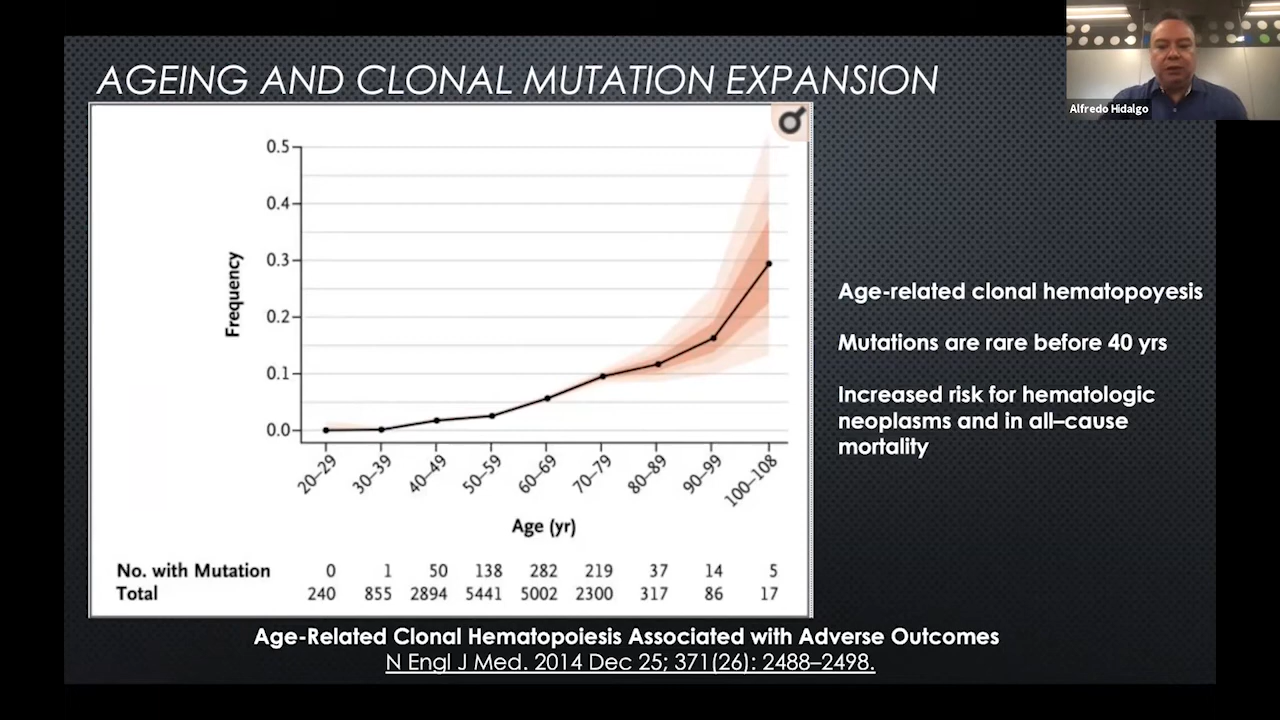 AGEING AND CLONAL MUTATION EXPANSION
Alfredo Hidalgo
0.5
0.4
0.3
0.2
0.1
0.0
Frequency
20–29
30–39
40–49
50–59
60–69
70–79
80–89
90–99
100–108
Age (yr)
No. with Mutation 0 1 50 138 282 219 37 14 5
Total 240 855 2894 5441 5002 2300 317 86 17
Age-related clonal hematopoyesis
Mutations are rare before 40 yrs
Increased risk for hematologic
neoplasms and in all–cause
mortality
Age-Related Clonal Hematopoiesis Associated with Adverse Outcomes
N Engl J Med. 2014 Dec 25; 371(26): 2488–2498.